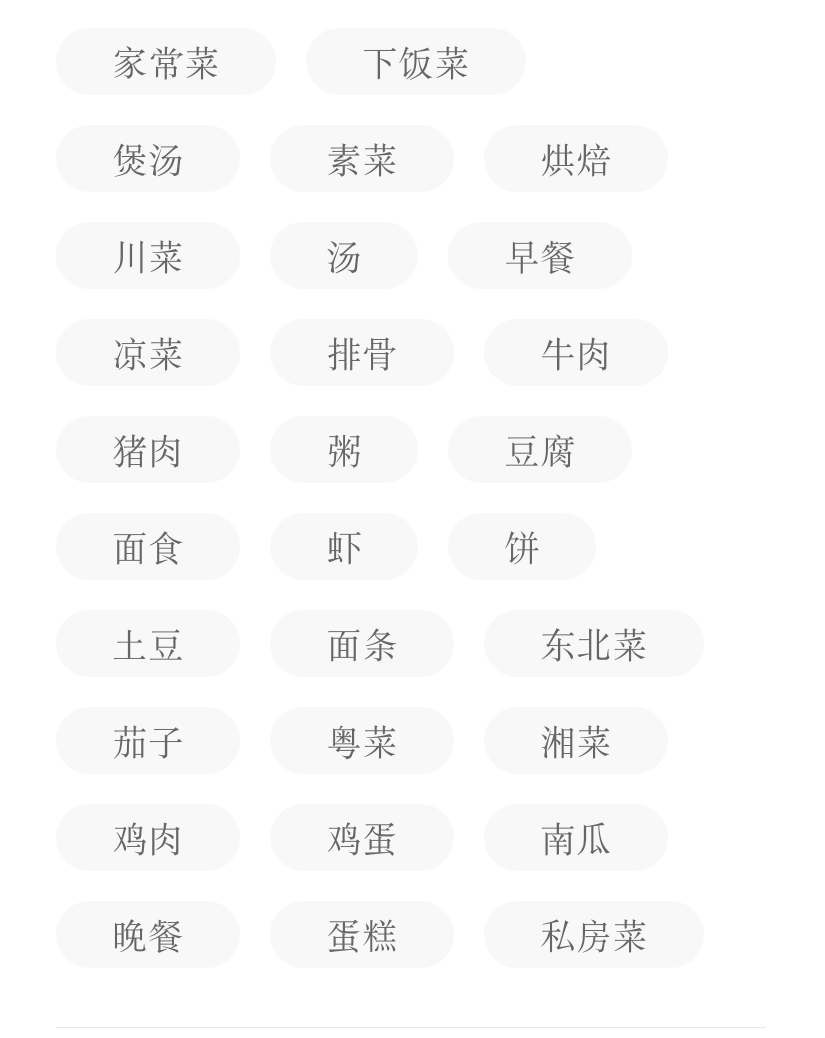 家常菜 下饭菜
煲汤 素菜 烘焙
川菜 汤 早餐
凉菜 排骨 牛肉
猪肉 粥 豆腐
面食 虾 饼
土豆 面条 东北菜
茄子 粤菜 湘菜
鸡肉 鸡蛋 南瓜
晚餐 蛋糕 私房菜